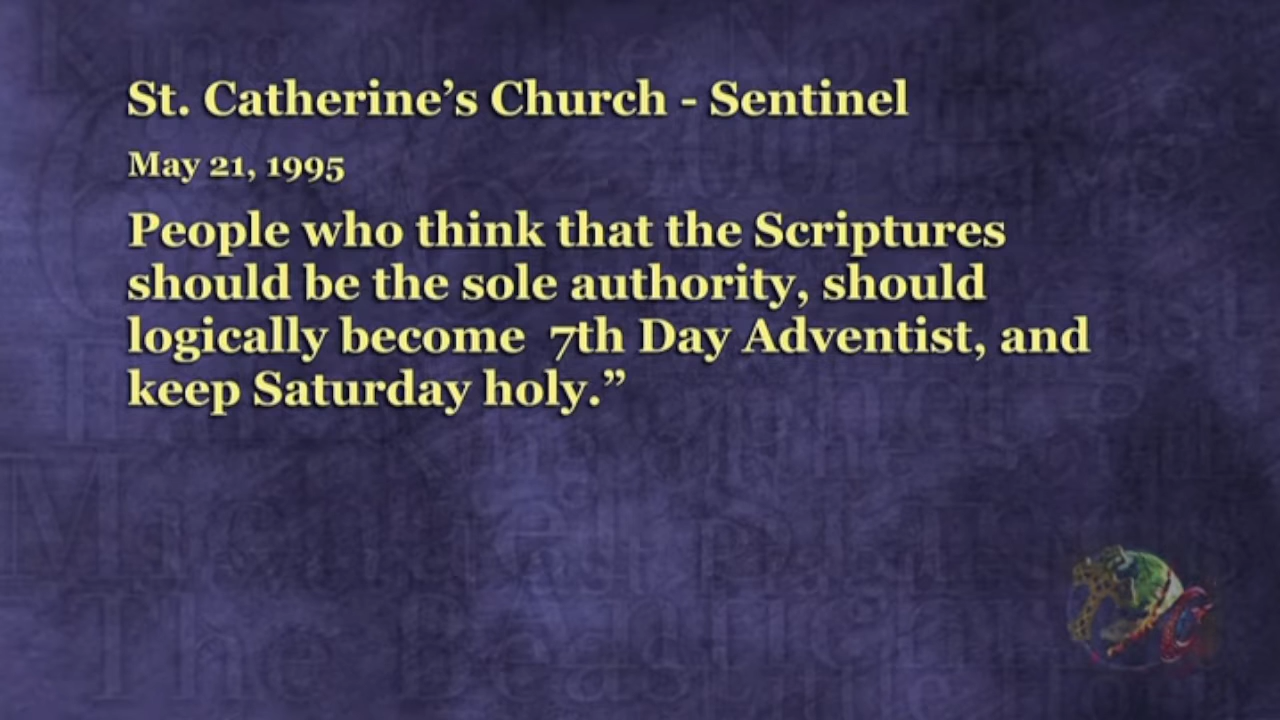 St. Catherine’s Church - Sentinel
May 21, 1995
People who think that the Scriptures
should be the sole authority, should
logically become  7th Day Adventist, and
keep Saturday holy.”